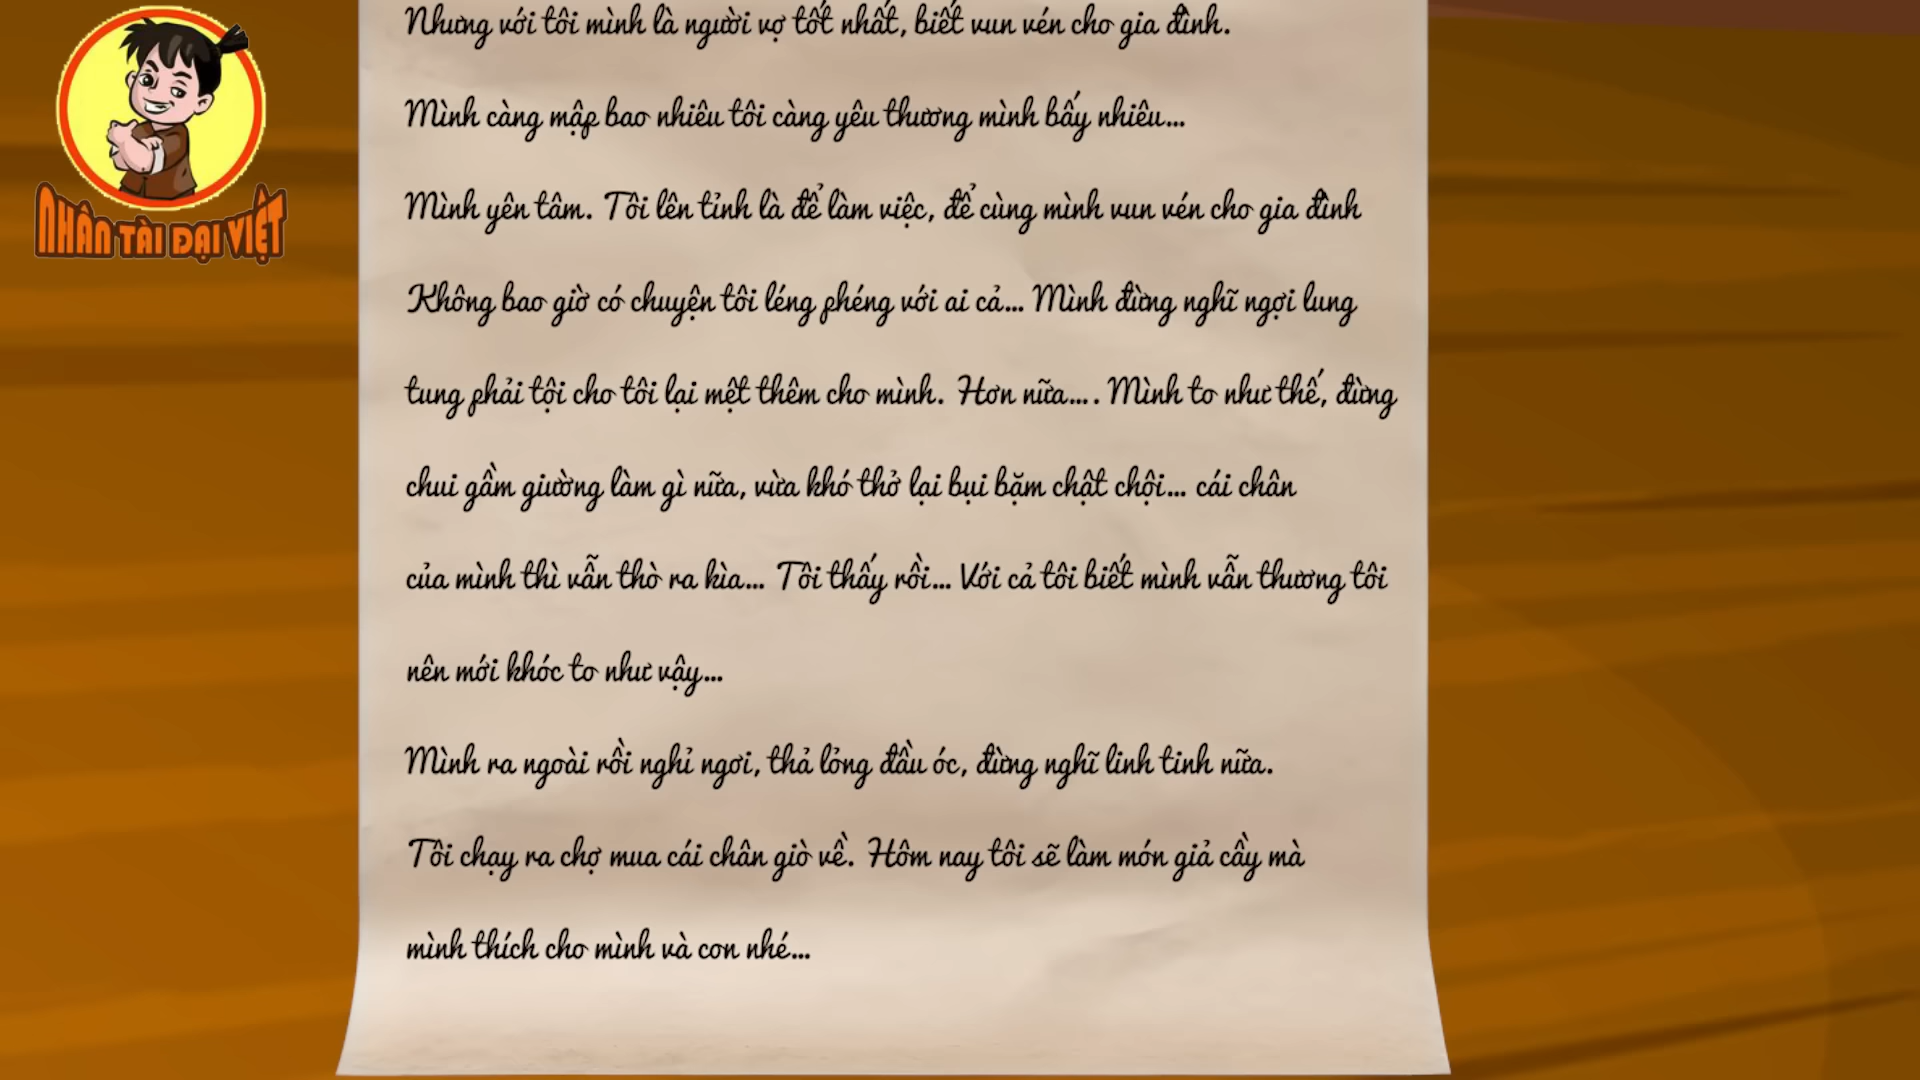 NHÂN TÀI ĐẠI VIỆT
Nhưng với tôi mình là người vợ tốt nhất, biết vun vén cho gia đình.
Mình càng mập bao nhiêu tôi càng yêu thương mình bấy nhiêu...
Mình yên tâm. Tôi lên tỉnh là để làm việc, để cùng mình vun vén cho gia đình
Không bao giờ có chuyện tôi léng phéng với ai cả... Mình đừng nghĩ ngợi lung
tung phải tội cho tôi lại mệt thêm cho mình. Hơn nữa.... Mình to như thế, đừng
chui gầm giường làm gì nữa, vừa khó thở lại bụi bặm chật chội... cái chân
của mình thì vẫn thò ra kìa... Tôi thấy rồi... Với cả tôi biết mình vẫn thương tôi
nên mới khóc to như vậy...
Mình ra ngoài rồi nghỉ ngơi, thả lỏng đầu óc, đừng nghĩ linh tinh nữa.
Tôi chạy ra chợ mua cái chân giò về. Hôm nay tôi sẽ làm món giả cầy mà
mình thích cho mình và con nhé...